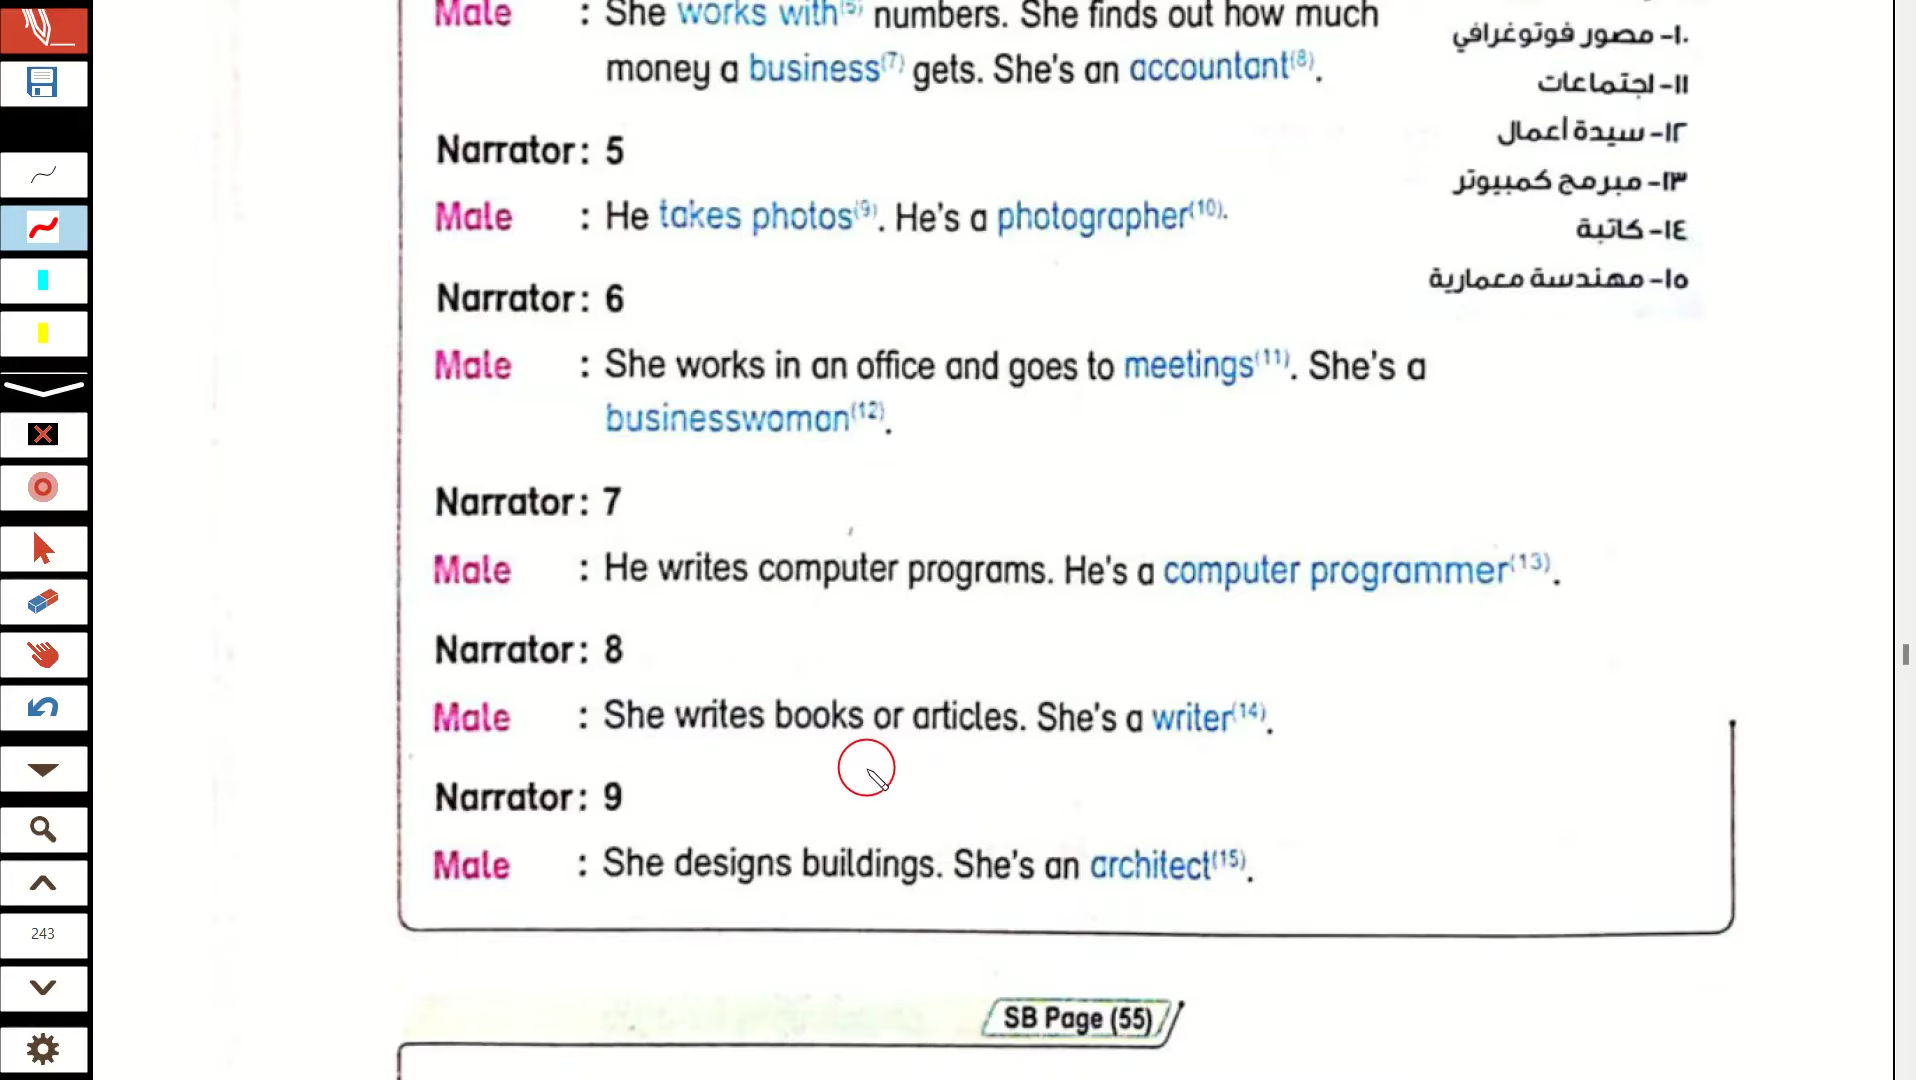 Male : She works with(5) numbers. She finds out how much
money a business(7) gets. She's an accountant(8).
Narrator: 5
Male : He takes photos(9). He's a photographer(10).
Narrator: 6
Male : She works in an office and goes to meetings(11). She's a
businesswoman(12).
Narrator: 7
Male : He writes computer programs. He's a computer programmer(13).
Narrator: 8
Male : She writes books or articles. She's a writer(14).
Narrator: 9
Male : She designs buildings. She's an architect(15).
١٠- مصور فوتوغرافي
١١- اجتماعات
١٢- سيدة أعمال
١٣- مبرمج كمبيوتر
١٤- كاتبة
١٥- مهندسة معمارية
SB Page (55)
243